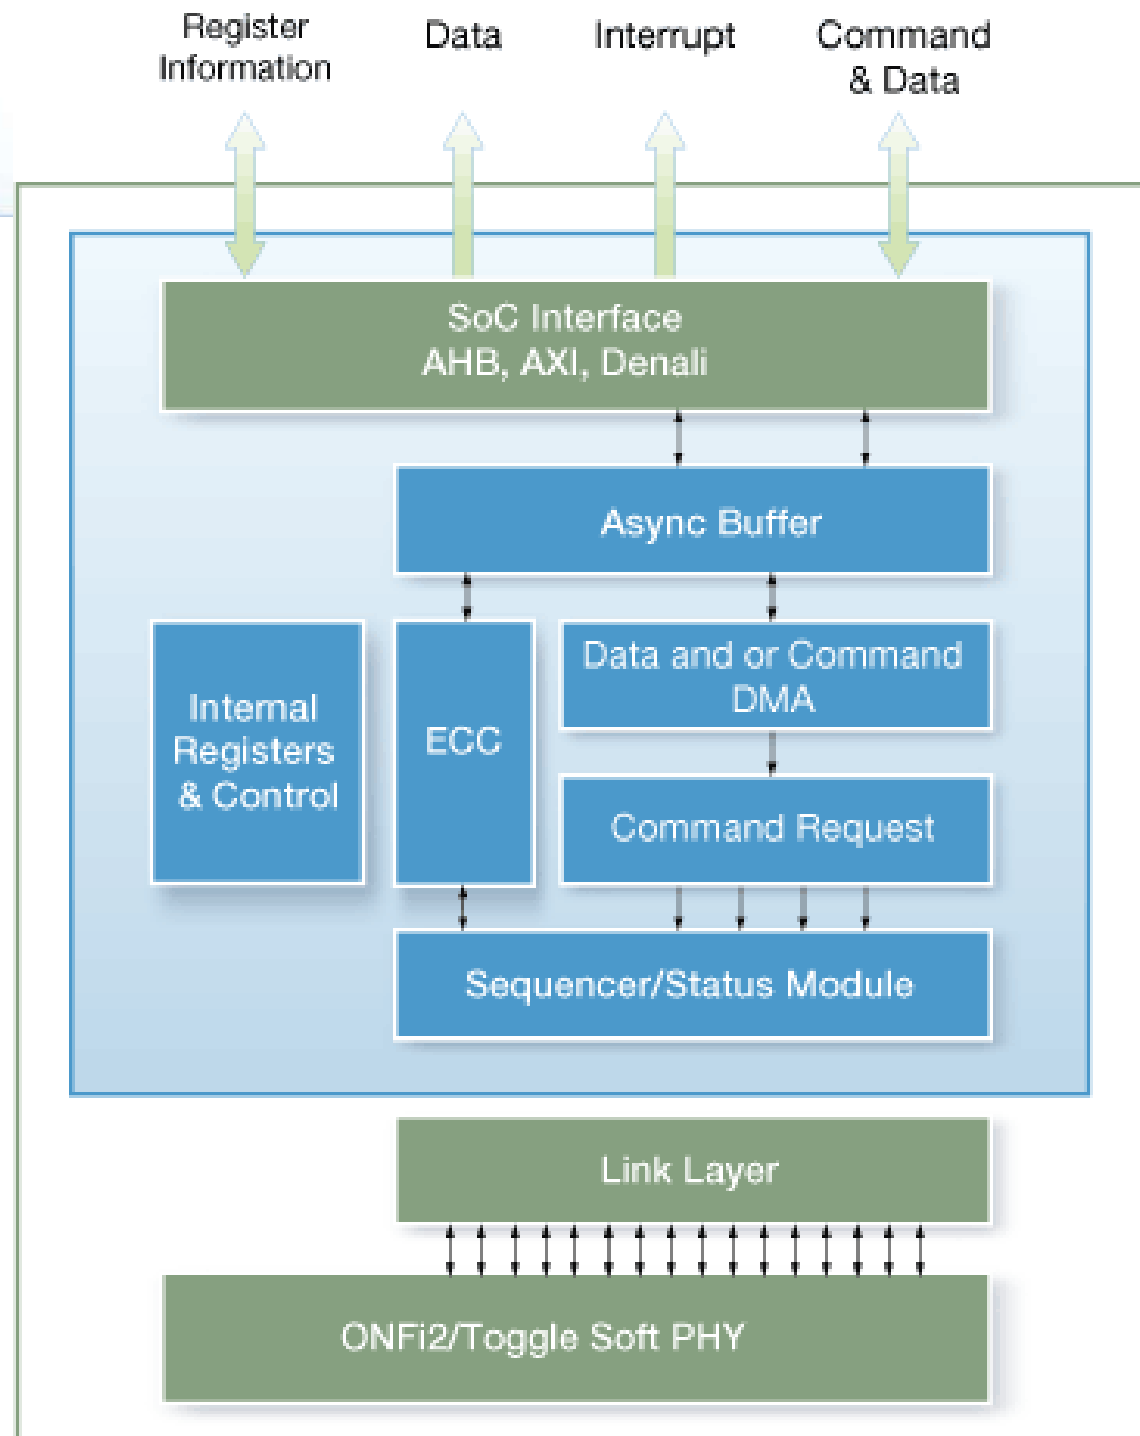 Register
Information
Data
Interrupt
Command
& Data
SoC Interface
AHB, AXI, Denali
Async Buffer
Internal
Registers
& Control
ECC
Data and or Command
DMA
Command Request
Sequencer/Status Module
Link Layer
ONFi2/Toggle Soft PHY